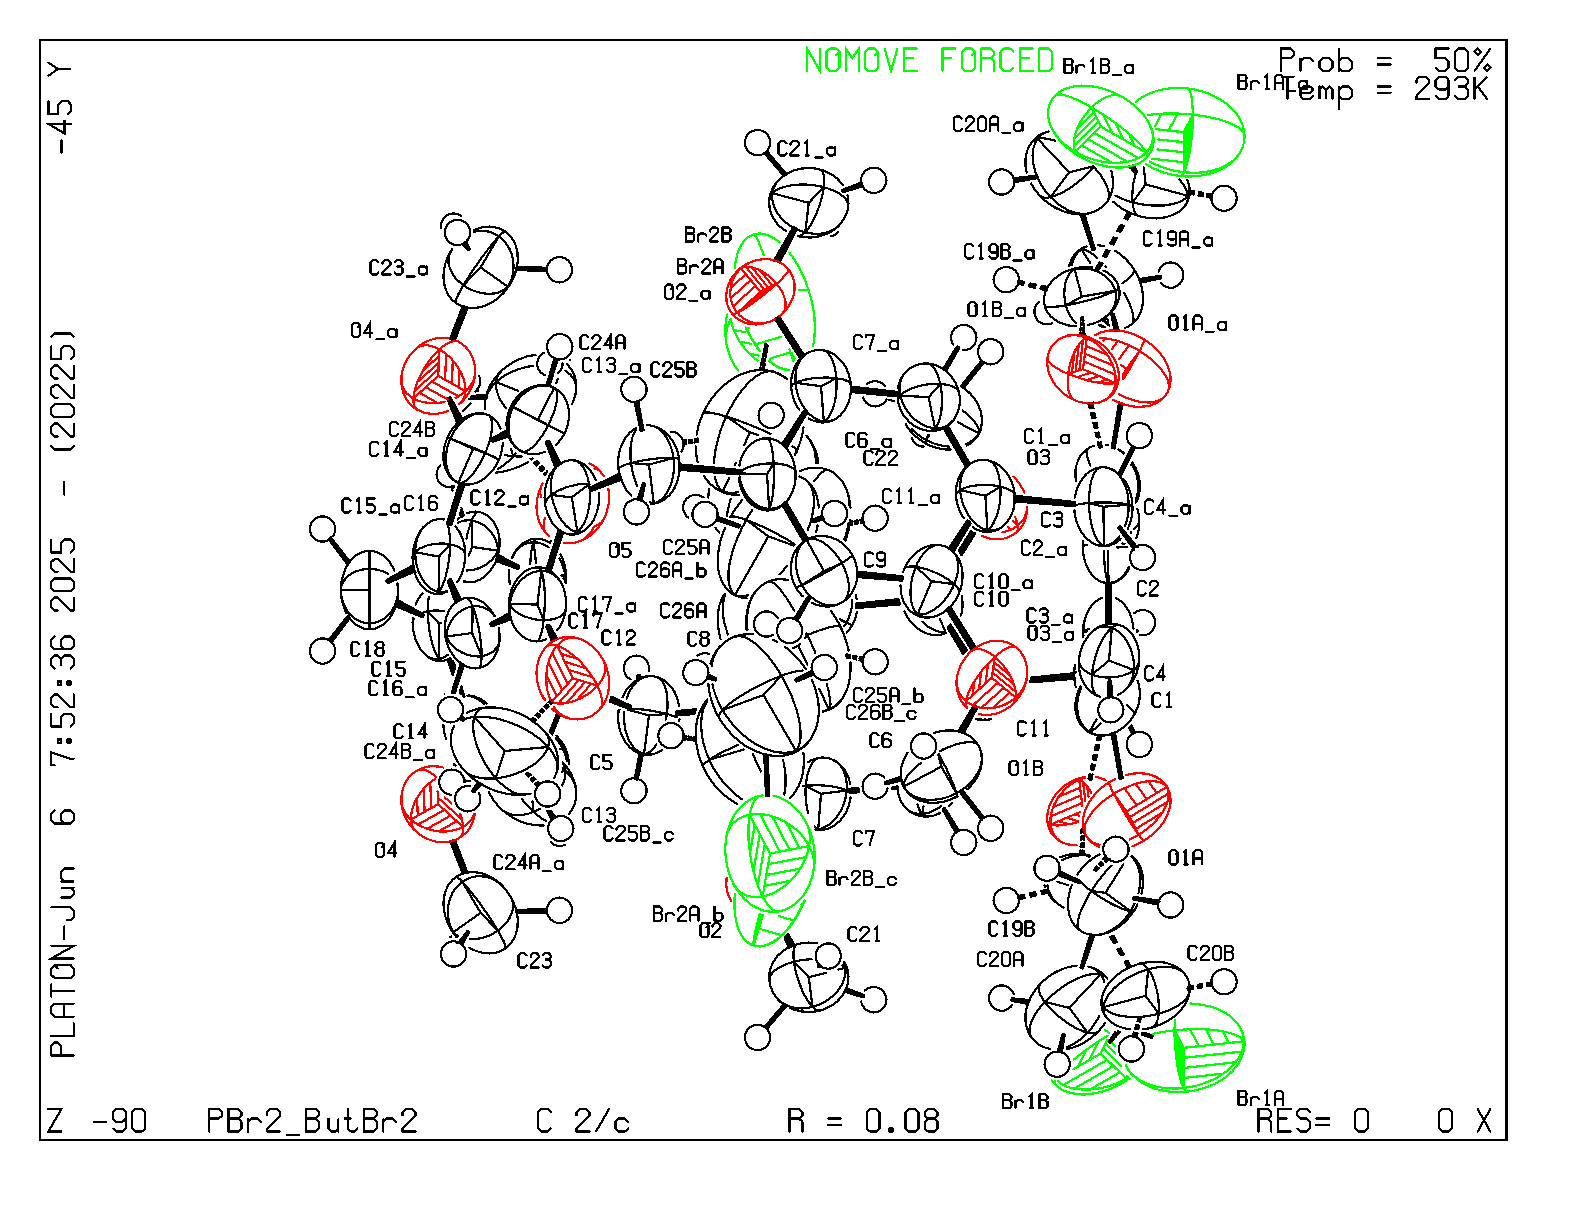 NOMOVE FORCED
Prob = 50%
Temp = 293K
Br1B_a
Br1A_a
C20A_a
C21_a
C19A_a
C19B_a
Br2B
Br2A
O2_a
C23_a
O1B_a
O1A_a
O4_a
C24A
C13_a
C25B
C7_a
C24B
C14_a
C6_a
C22
C1_a
O3
C15_a
C16
C12_a
C11_a
C3
C4_a
C2_a
O5
C25A
C26A_b
C9
C10_a
C10
C2
C17_a
C17
C12
C26A
C8
C3_a
O3_a
C18
C15
C16_a
C4
C1
C25A_b
C26B_c
C14
C24B_a
C5
C6
C11
O1B
C13
C25B_c
C7
O4
C24A_a
O1A
Br2B_c
Br2A_b
O2
C21
C19B
C20A
C20B
C23
Br1B
Br1A
PLATON-Jun 6 7:52:36 2025 - (20225) -45 Y
Z -90 PBr2_ButBr2 C 2/c R = 0.08 RES= 0 0 X